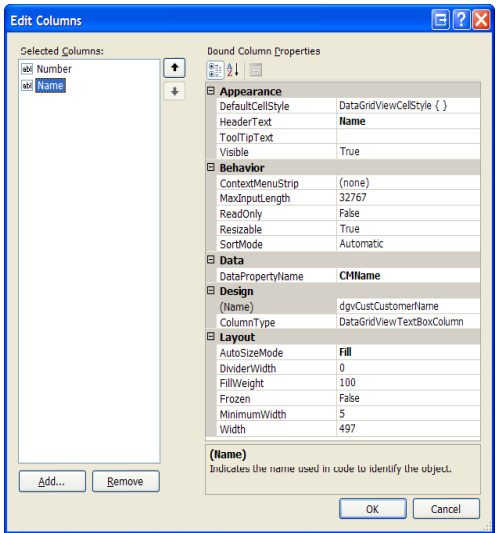 Edit Columns
Selected Columns:
abl Number
abl Name
Add...
Remove
Bound Column Properties
Appearance
DefaultCellStyle DataGridViewCellStyle { }
HeaderText Name
ToolTipText
Visible True
Behavior
ContextMenuStrip (none)
MaxInputLength 32767
ReadOnly False
Resizable True
SortMode Automatic
Data
DataPropertyName CMName
Design
(Name) dgvCustCustomerName
ColumnType DataGridViewTextBoxColumn
Layout
AutoSizeMode Fill
DividerWidth 0
FillWeight 100
Frozen False
MinimumWidth 5
Width 497
(Name)
Indicates the name used in code to identify the object.
OK
Cancel